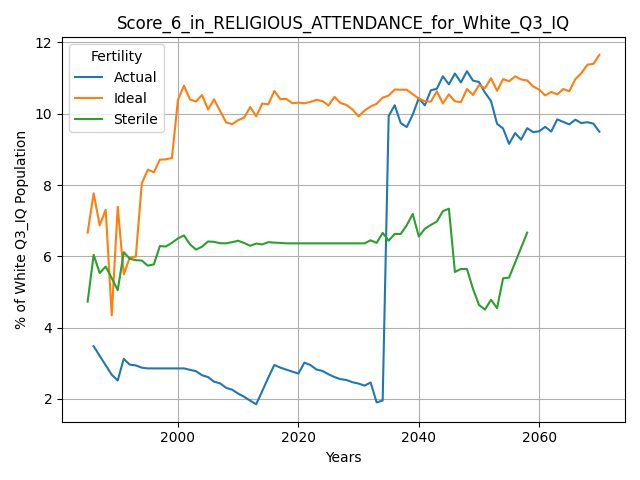 Score_6_in_RELIGIOUS_ATTENDANCE_for_White_Q3_IQ
Fertility
Actual
Ideal
Sterile
% of White Q3_IQ Population
12
10
8
6
4
2
2000
2020
2040
2060
Years